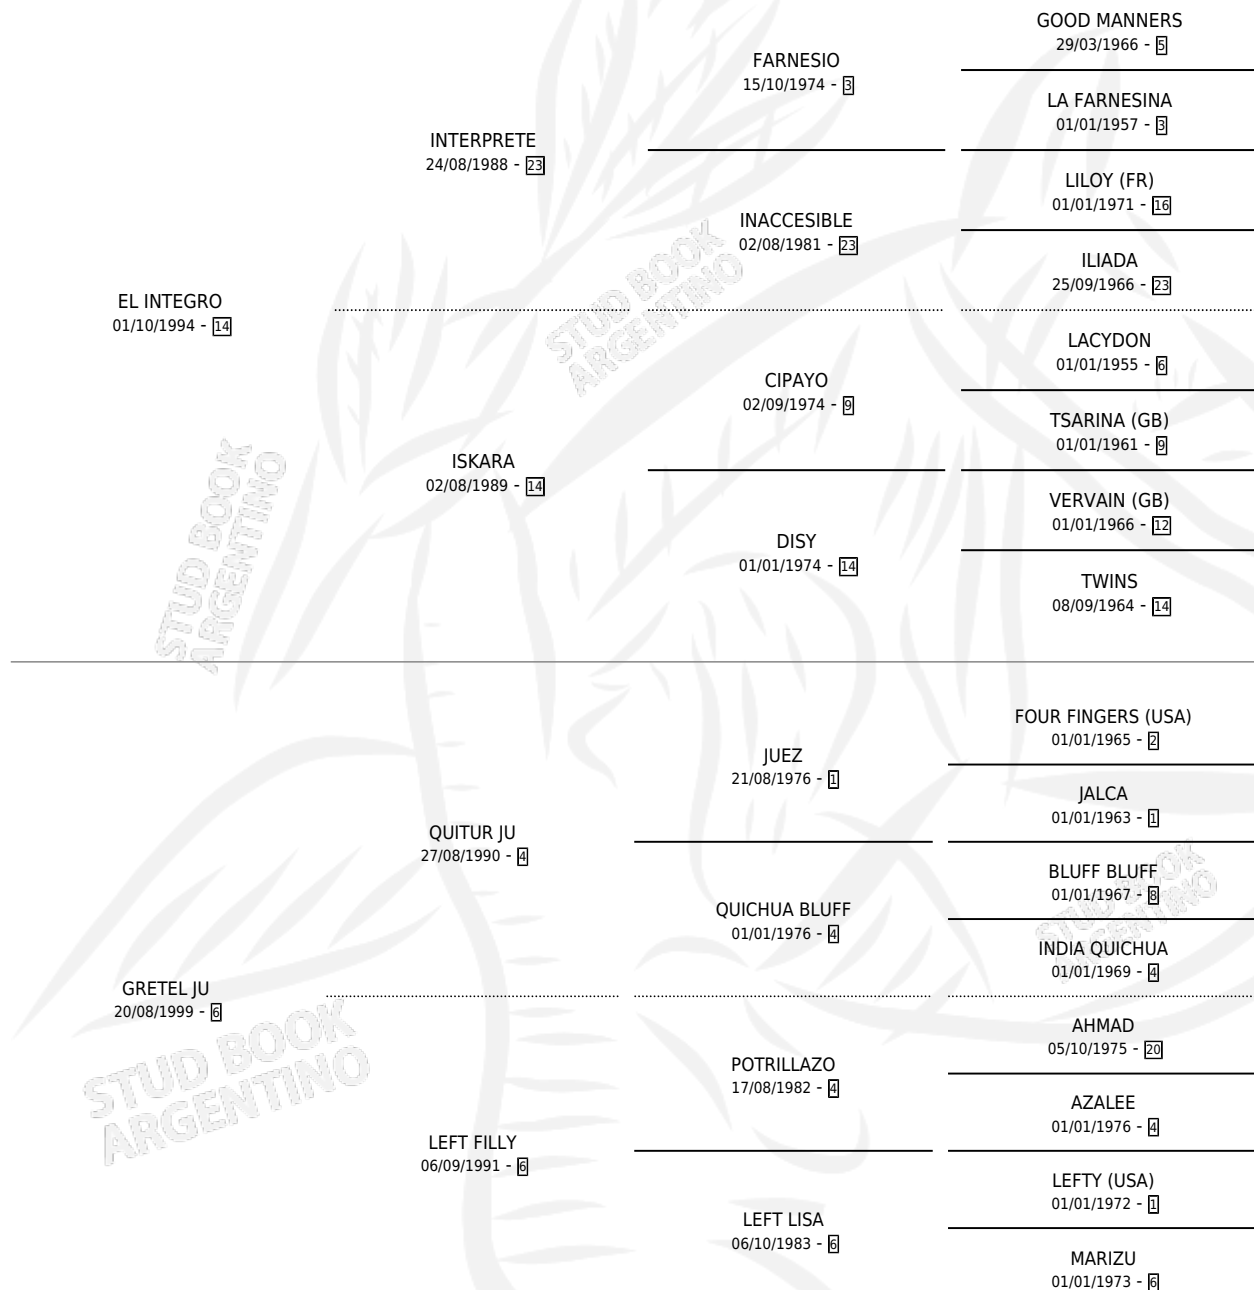 GOOD MANNERS
29/03/1966 - 5
FARNESIO
15/10/1974 - 3
LA FARNESINA
01/01/1957 - 3
INTERPRETE
24/08/1988 - 23
LILOY (FR)
01/01/1971 - 16
INACCESIBLE
02/08/1981 - 23
ILIADA
25/09/1966 - 23
EL INTEGRO
01/10/1994 - 14
LACYDON
01/01/1955 - 6
CIPAYO
02/09/1974 - 9
TSARINA (GB)
01/01/1961 - 9
ISKARA
02/08/1989 - 14
VERVAIN (GB)
01/01/1966 - 12
DISY
01/01/1974 - 14
TWINS
08/09/1964 - 14
FOUR FINGERS (USA)
01/01/1965 - 2
JUEZ
21/08/1976 - 1
JALCA
01/01/1963 - 1
QUITUR JU
27/08/1990 - 4
BLUFF BLUFF
01/01/1967 - 8
QUICHUA BLUFF
01/01/1976 - 4
INDIA QUICHUA
01/01/1969 - 4
GRETEL JU
20/08/1999 - 6
AHMAD
05/10/1975 - 20
POTRILLAZO
17/08/1982 - 4
AZALEE
01/01/1976 - 4
LEFT FILLY
06/09/1991 - 6
LEFTY (USA)
01/01/1972 - 1
LEFT LISA
06/10/1983 - 6
MARIZU
01/01/1973 - 6
STUD BOOK
ARGENTINO
STUD BOOK
ARGENTINO
STUD BOOK
ARGENTINO
STUD BOOK
ARGENTINO